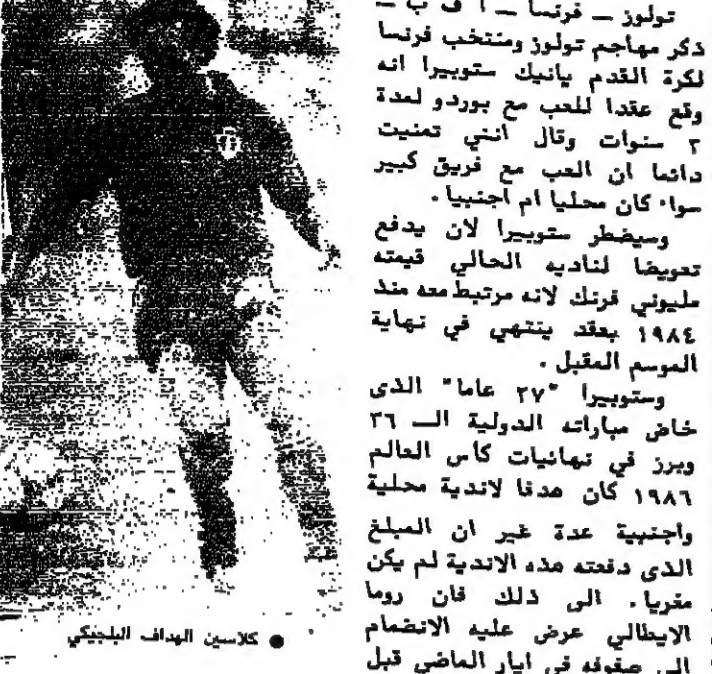 تولوز ــ فرنسا ــ ا ف ب ــ
ذكر مهاجم تولوز ومنتخب فرنسا
لكرة القدم يانيك ستوبيرا انه
وقع عقدا للعب مع بوردو لمدة
٣ سنوات وقال انني تمنيت
دائما ان العب مع فريق كبير
سواء كان محليا ام اجنبيا .
وسيضطر ستوبيرا لان يدفع
تعويضا لناديه الحالي قيمته
مليوني فرنك لانه مرتبط معه منذ
١٩٨٤ بعقد ينتهي في نهاية
الموسم المقبل .
وستوبيرا "٢٧ عاما" الذى
خاض مباراته الدولية الــ ٣٦
وبرز في نهائيات كاس العالم
١٩٨٦ كان هدفا لاندية محلية
واجنبية عدة غير ان المبلغ
الذى دفعته هذه الاندية لم يكن
مغريا . الى ذلك فان روما
الايطالي عرض عليه الانضمام
الى صفوفه في ايار الماضي قبل
● كلاسين الهداف البلجيكي